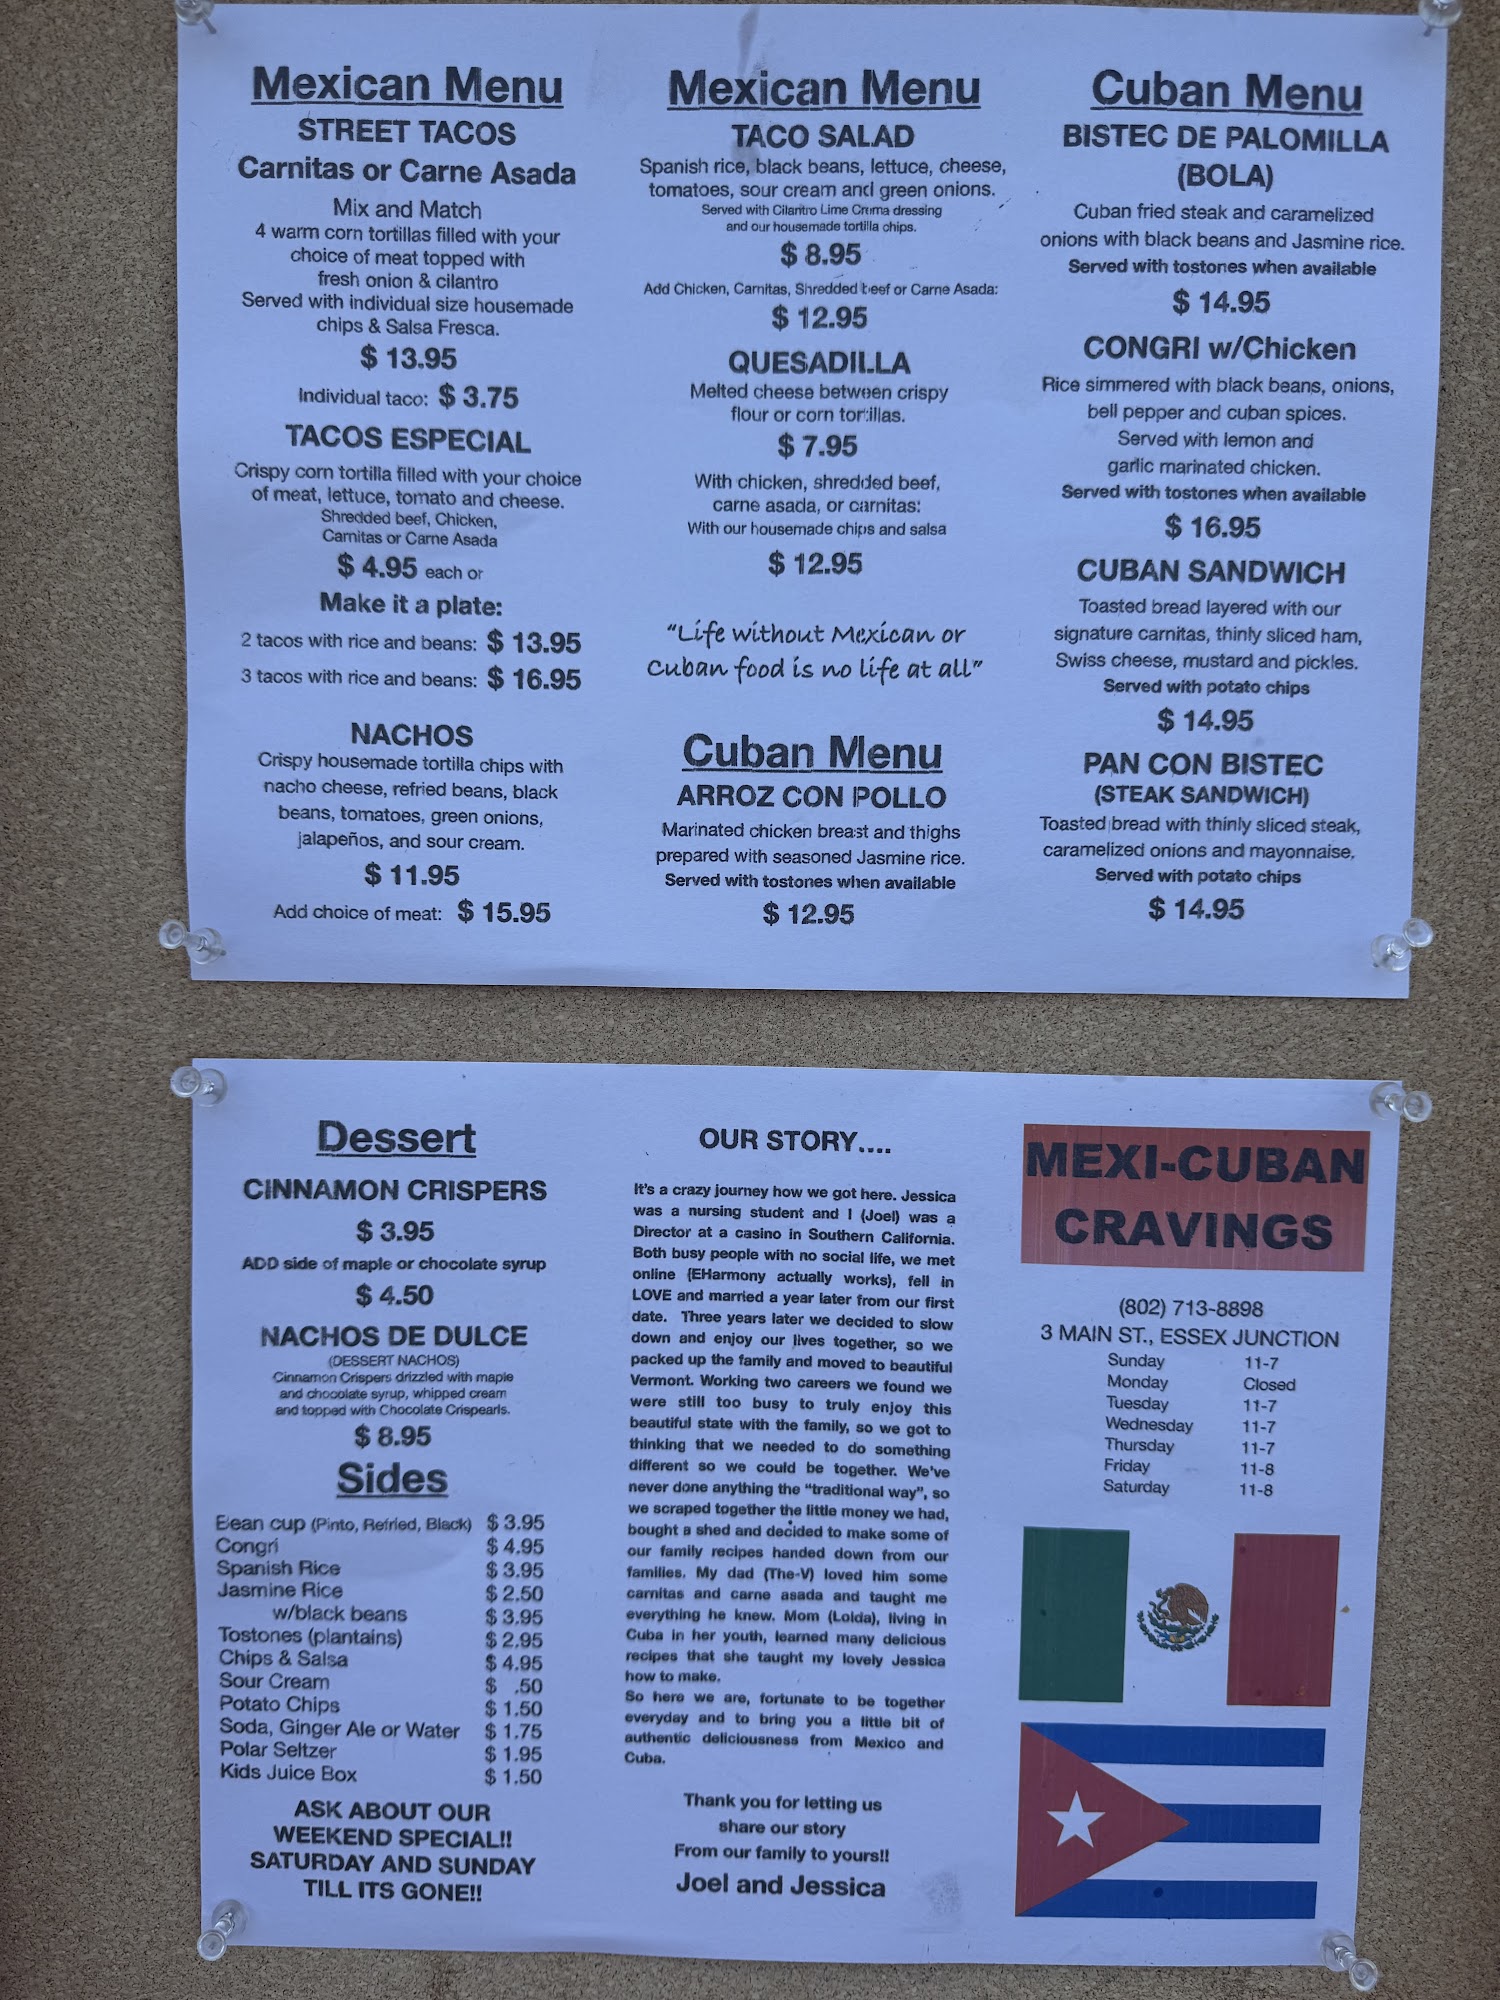 Mexican Menu
STREET TACOS
Carnitas or Carne Asada
Mix and Match
4 warm corn tortillas filled with your
choice of meat topped with
fresh onion & cilantro
Served with individual size housemade
chips & Salsa Fresca.
$ 13.95
Individual taco: $ 3.75
TACOS ESPECIAL
Crispy corn tortilla filled with your choice
of meat, lettuce, tomato and cheese.
Shredded beef, Chicken,
Carnitas or Carne Asada
$ 4.95 each or
Make it a plate:
2 tacos with rice and beans: $ 13.95
3 tacos with rice and beans: $ 16.95
NACHOS
Crispy housemade tortilla chips with
nacho cheese, refried beans, black
beans, tomatoes, green onions,
jalapeños, and sour cream.
$ 11.95
Add choice of meat: $ 15.95
Mexican Menu
TACO SALAD
Spanish rice, black beans, lettuce, cheese,
tomatoes, sour cream and green onions.
Served with Cilantro Lime Crema dressing
and our housemade tortilla chips.
$ 8.95
Add Chicken, Carnitas, Shredded beef or Carne Asada:
$ 12.95
QUESADILLA
Melted cheese between crispy
flour or corn tortillas.
$ 7.95
With chicken, shredded beef,
carne asada, or carnitas:
With our housemade chips and salsa
$ 12.95
"Life without Mexican or
Cuban food is no life at all"
Cuban Menu
ARROZ CON POLLO
Marinated chicken breast and thighs
prepared with seasoned Jasmine rice.
Served with tostones when available
$ 12.95
Cuban Menu
BISTEC DE PALOMILLA
(BOLA)
Cuban fried steak and caramelized
onions with black beans and Jasmine rice.
Served with tostones when available
$ 14.95
CONGRI w/Chicken
Rice simmered with black beans, onions,
bell pepper and cuban spices.
Served with lemon and
garlic marinated chicken.
Served with tostones when available
$ 16.95
CUBAN SANDWICH
Toasted bread layered with our
signature carnitas, thinly sliced ham,
Swiss cheese, mustard and pickles.
Served with potato chips
$ 14.95
PAN CON BISTEC
(STEAK SANDWICH)
Toasted bread with thinly sliced steak,
caramelized onions and mayonnaise.
Served with potato chips
$ 14.95
Dessert
CINNAMON CRISPERS
$ 3.95
ADD side of maple or chocolate syrup
$ 4.50
NACHOS DE DULCE
(DESSERT NACHOS)
Cinnamon Crispers drizzled with maple
and chocolate syrup, whipped cream
and topped with Chocolate Crispearls.
$ 8.95
Sides
Bean cup (Pinto, Refried, Black) $ 3.95
Congri $ 4.95
Spanish Rice $ 3.95
Jasmine Rice $ 2.50
w/black beans $ 3.95
Tostones (plantains) $ 2.95
Chips & Salsa $ 4.95
Sour Cream $ .50
Potato Chips $ 1.50
Soda, Ginger Ale or Water $ 1.75
Polar Seltzer $ 1.95
Kids Juice Box $ 1.50
ASK ABOUT OUR
WEEKEND SPECIAL!!
SATURDAY AND SUNDAY
TILL ITS GONE!!
OUR STORY....
It's a crazy journey how we got here. Jessica
was a nursing student and I (Joel) was a
Director at a casino in Southern California.
Both busy people with no social life, we met
online (EHarmony actually works), fell in
LOVE and married a year later from our first
date. Three years later we decided to slow
down and enjoy our lives together, so we
packed up the family and moved to beautiful
Vermont. Working two careers we found we
were still too busy to truly enjoy this
beautiful state with the family, so we got to
thinking that we needed to do something
different so we could be together. We've
never done anything the "traditional way", so
we scraped together the little money we had,
bought a shed and decided to make some of
our family recipes handed down from our
families. My dad (The-V) loved him some
carnitas and carne asada and taught me
everything he knew. Mom (Loida), living in
Cuba in her youth, learned many delicious
recipes that she taught my lovely Jessica
how to make.
So here we are, fortunate to be together
everyday and to bring you a little bit of
authentic deliciousness from Mexico and
Cuba.
Thank you for letting us
share our story
From our family to yours!!
Joel and Jessica
MEXI-CUBAN
CRAVINGS
(802) 713-8898
3 MAIN ST., ESSEX JUNCTION
Sunday 11-7
Monday Closed
Tuesday 11-7
Wednesday 11-7
Thursday 11-7
Friday 11-8
Saturday 11-8